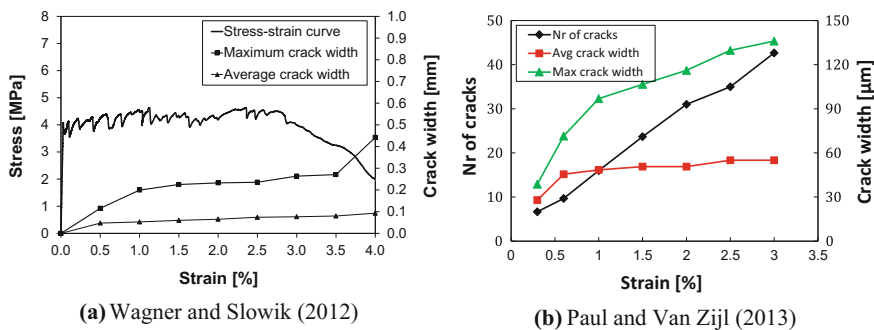 Stress-strain curve
Maximum crack width
Average crack width
Stress [MPa]
8
7
6
5
4
3
2
1
0
0.0 0.5 1.0 1.5 2.0 2.5 3.0 3.5 4.0
Strain [%]
1.0
0.9
0.8
0.7
0.6
0.5
0.4
0.3
0.2
0.1
0.0
Crack width [mm]
(a) Wagner and Slowik (2012)
Nr of cracks
Avg crack width
Max crack width
Nr of cracks
50
40
30
20
10
0
0 0.5 1 1.5 2 2.5 3 3.5
Strain [%]
150
120
90
60
30
0
Crack width [µm]
(b) Paul and Van Zijl (2013)